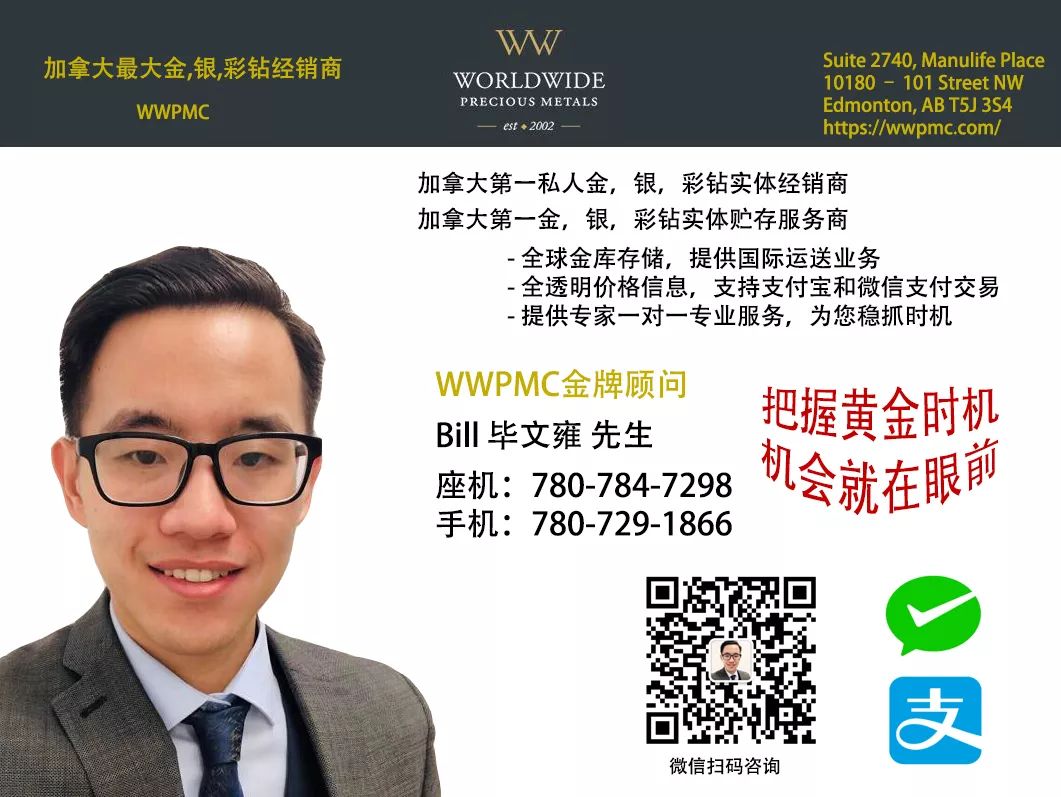 加拿大最大金,银,彩钻经销商
WWPMC
WW
WORLDWIDE
PRECIOUS METALS
est 2002
Suite 2740, Manulife Place
10180 - 101 Street NW
Edmonton, AB T5J 3S4
https://wwpmc.com/
加拿大第一私人金，银，彩钻实体经销商
加拿大第一金，银，彩钻实体贮存服务商
- 全球金库存储，提供国际运送业务
- 全透明价格信息，支持支付宝和微信支付交易
- 提供专家一对一专业服务，为您稳抓时机
WWPMC金牌顾问
Bill 毕文雍 先生
座机：780-784-7298
手机：780-729-1866
把握黄金时机
机会就在眼前
支
微信扫码咨询